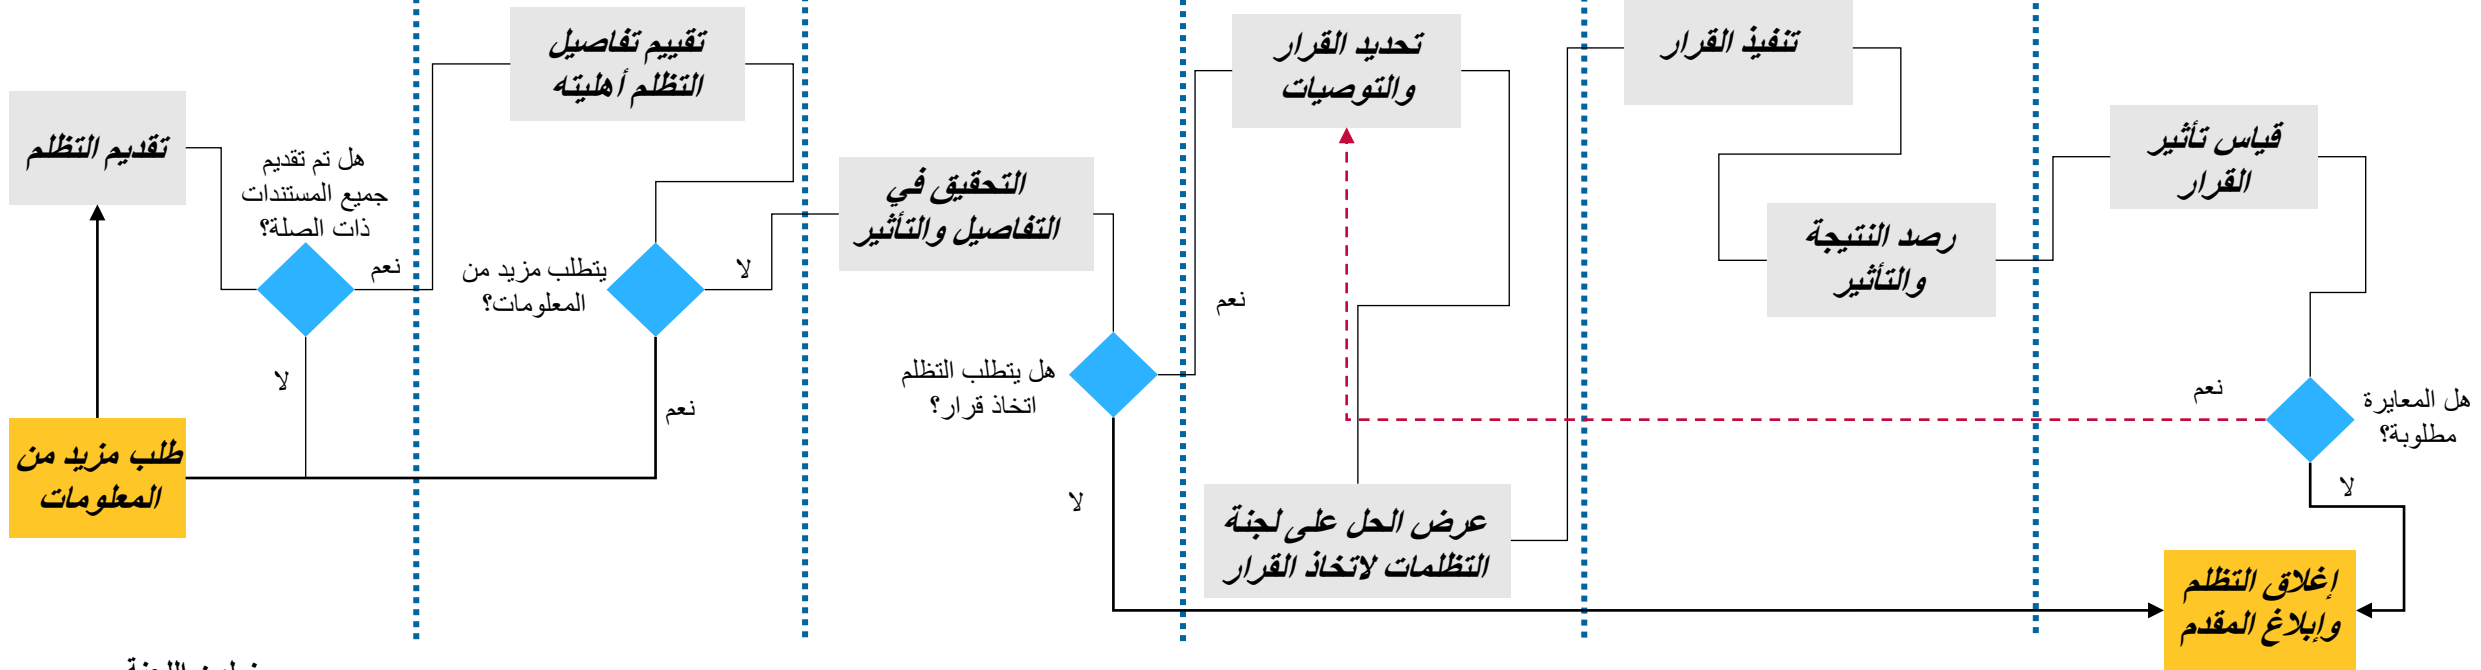 تقديم التظلم
هل تم تقديم
جميع المستندات
ذات الصلة؟
نعم
لا
طلب مزيد من
المعلومات
تقييم تفاصيل
التظلم أهليته
يتطلب مزيد من
المعلومات؟
لا
نعم
التحقيق في
التفاصيل والتأثير
هل يتطلب التظلم
اتخاذ قرار؟
نعم
لا
تحديد القرار
والتوصيات
عرض الحل على لجنة
التظلمات لاتخاذ القرار
تنفيذ القرار
رصد النتيجة
والتأثير
قياس تأثير
القرار
هل المعايرة
مطلوبة؟
نعم
لا
إغلاق التظلم
وإبلاغ المقدم